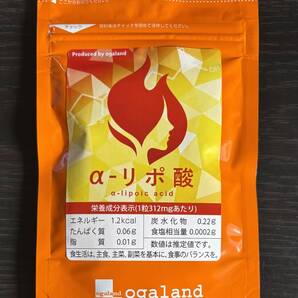 Produced by ogaland
α-リポ酸
α-lipoic acid
栄養成分表示(1粒312mgあたり)
エネルギー 1.2kcal 炭水化物 0.22g
たんぱく質 0.06g 食塩相当量 0.0002g
脂質 0.01g 数値は推定値です。
食生活は、主食、主菜、副菜を基本に、食事のバランスを。
ogaland ogaland